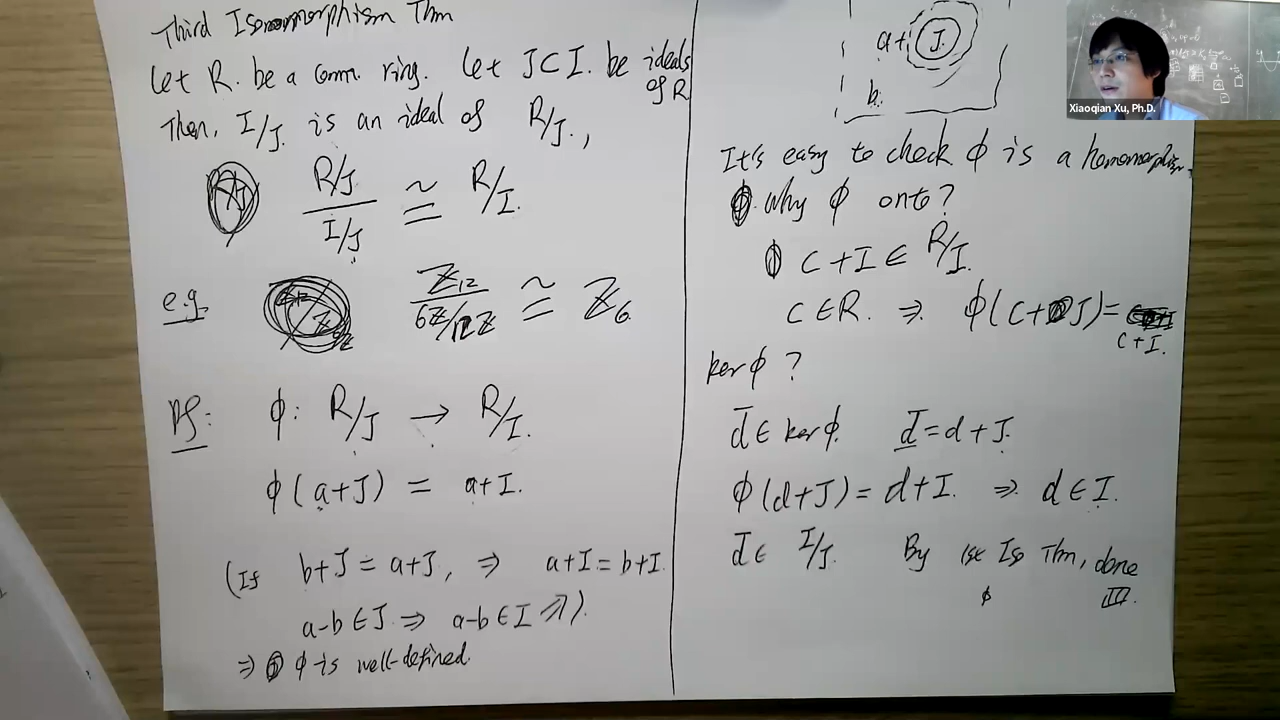 Third Isomorphism Thm
Let R. be a comm. ring. Let J⊂I. be ideals of R
Then, I/J. is an ideal of R/J.,
R/J / I/J ≅ R/I.
e.g. Z12 / 6Z/12Z ≅ Z6
Pf: ϕ: R/J → R/I.
ϕ(a+J) = a+I.
(If b+J = a+J, ⇒ a+I = b+I.
a-b∈J ⇒ a-b∈I ⇗).
⇒ ϕ is well-defined.
J.
a+
b.
It's easy to check ϕ is a homomorphism.
Why ϕ onto?
C+I ∈ R/I.
C∈R. ⇒ ϕ(C+J) =
C+I.
ker ϕ ?
d̄ ∈ ker ϕ. d̄ = d+J.
ϕ(d+J) = d+I. ⇒ d∈I.
d̄ ∈ I/J. By 1st Iso Thm, done
Xiaoqian Xu, Ph.D.